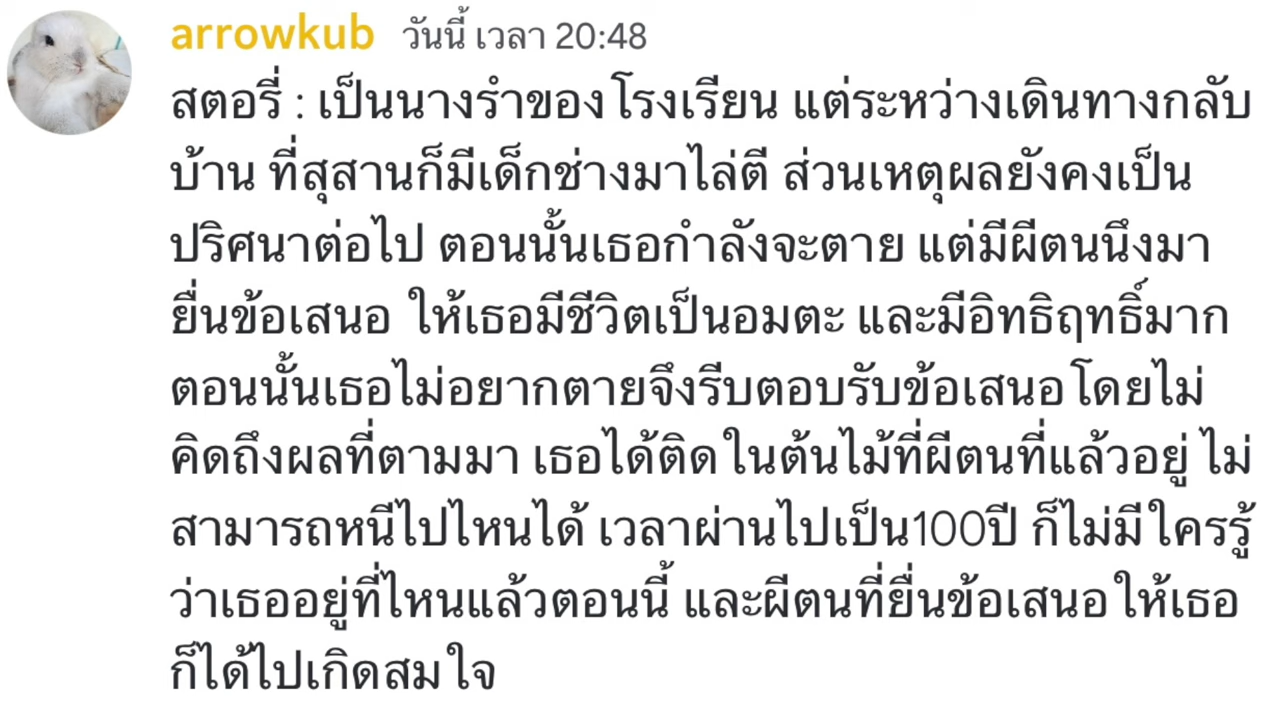 arrowkub วันนี้ เวลา 20:48
สตอรี่ : เป็นนางรำของโรงเรียน แต่ระหว่างเดินทางกลับ
บ้าน ที่สุสานก็มีเด็กช่างมาไล่ตี ส่วนเหตุผลยังคงเป็น
ปริศนาต่อไป ตอนนั้นเธอกำลังจะตาย แต่มีผีตนนึงมา
ยื่นข้อเสนอ ให้เธอมีชีวิตเป็นอมตะ และมีอิทธิฤทธิ์มาก
ตอนนั้นเธอไม่อยากตายจึงรีบตอบรับข้อเสนอโดยไม่
คิดถึงผลที่ตามมา เธอได้ติดในต้นไม้ที่ผีตนที่แล้วอยู่ ไม่
สามารถหนีไปไหนได้ เวลาผ่านไปเป็น100ปี ก็ไม่มีใครรู้
ว่าเธออยู่ที่ไหนแล้วตอนนี้ และผีตนที่ยื่นข้อเสนอให้เธอ
ก็ได้ไปเกิดสมใจ